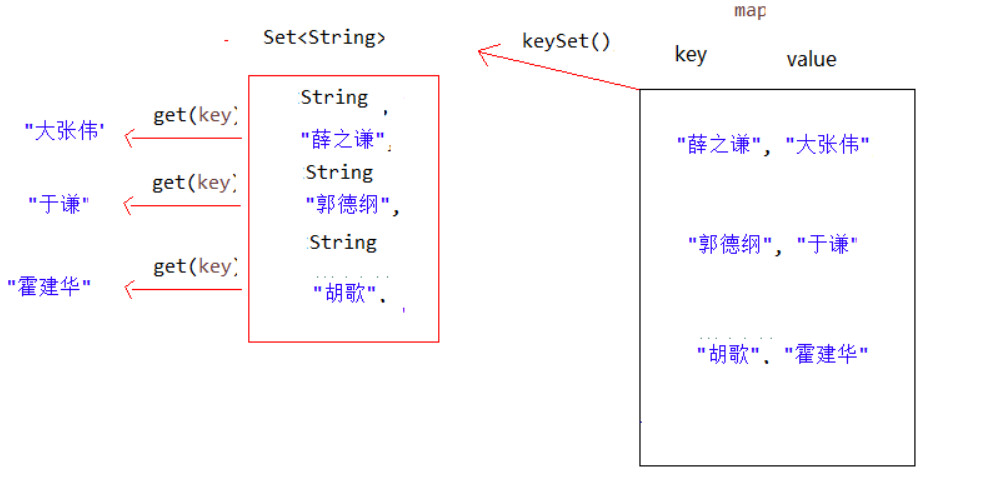 map
Set<String>
keySet()
key value
String ,
get(key)
"大张伟'
"薛之谦",
"薛之谦", "大张伟"
String
get(key)
"于谦"
"郭德纲",
"郭德纲", "于谦"
String
get(key)
"霍建华"
"胡歌".
"胡歌". "霍建华"